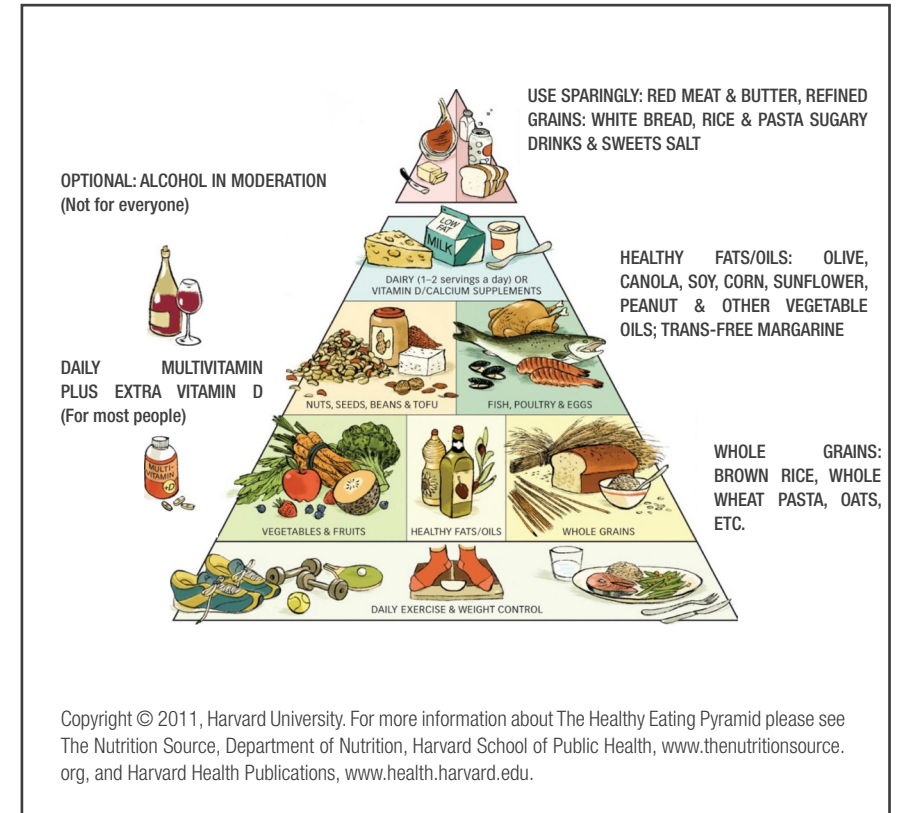 USE SPARINGLY: RED MEAT & BUTTER, REFINED
GRAINS: WHITE BREAD, RICE & PASTA SUGARY
DRINKS & SWEETS SALT
OPTIONAL: ALCOHOL IN MODERATION
(Not for everyone)
LOW
FAT
MILK
DAIRY (1–2 servings a day) OR
VITAMIN D/CALCIUM SUPPLEMENTS
HEALTHY FATS/OILS: OLIVE,
CANOLA, SOY, CORN, SUNFLOWER,
PEANUT & OTHER VEGETABLE
OILS; TRANS-FREE MARGARINE
DAILY MULTIVITAMIN
PLUS EXTRA VITAMIN D
(For most people)
NUTS, SEEDS, BEANS & TOFU
FISH, POULTRY & EGGS
MULTI-
VITAMIN
+D
WHOLE GRAINS:
BROWN RICE, WHOLE
WHEAT PASTA, OATS,
ETC.
VEGETABLES & FRUITS
HEALTHY FATS/OILS
WHOLE GRAINS
DAILY EXERCISE & WEIGHT CONTROL
Copyright © 2011, Harvard University. For more information about The Healthy Eating Pyramid please see
The Nutrition Source, Department of Nutrition, Harvard School of Public Health, www.thenutritionsource.
org, and Harvard Health Publications, www.health.harvard.edu.